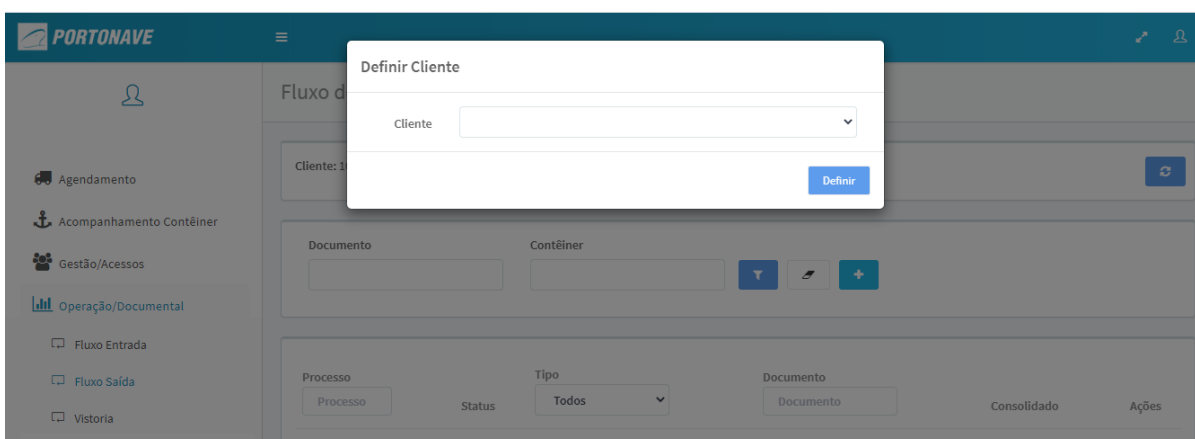 PORTONAVE
Definir Cliente
Fluxo d
Cliente
Cliente: 1
Definir
Agendamento
Acompanhamento Contêiner
Gestão/Acessos
Operação/Documental
Fluxo Entrada
Fluxo Saída
Vistoria
Documento Contêiner
Processo Tipo Documento
Processo Status Todos Documento Consolidado Ações